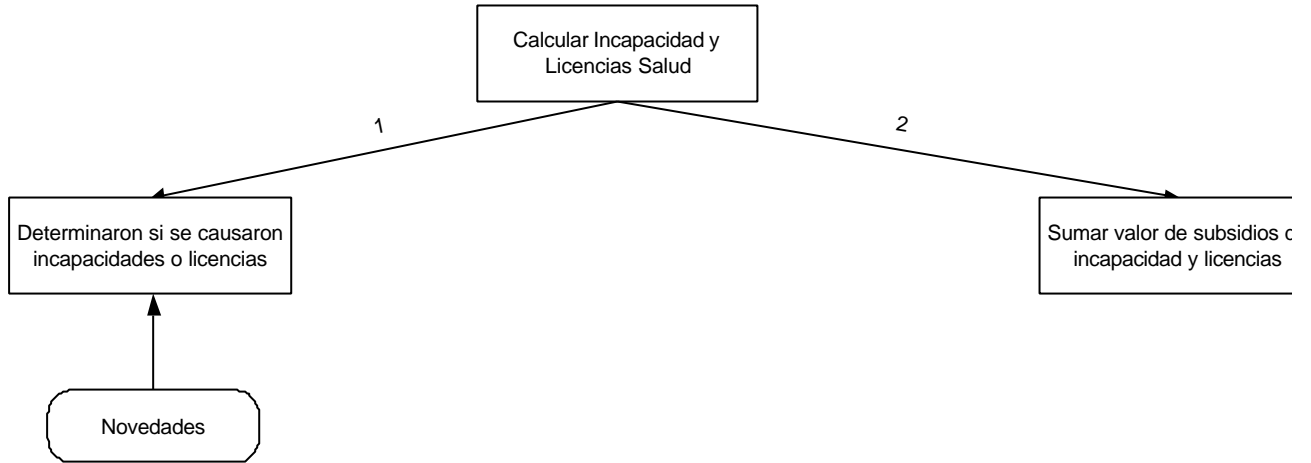 Calcular Incapacidad y
Licencias Salud
1
2
Determinaron si se causaron
incapacidades o licencias
Sumar valor de subsidios
incapacidad y licencias
Novedades